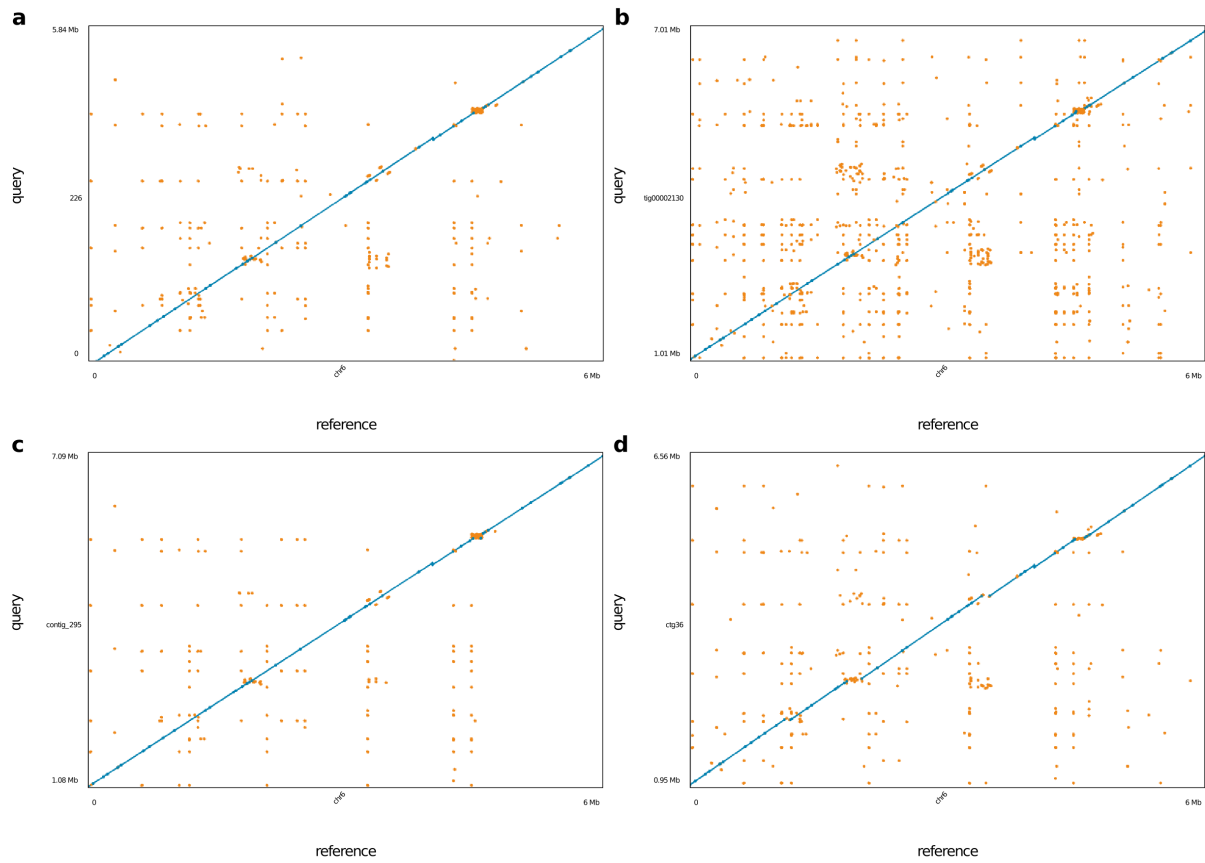 a
5.84 Mb
query
226
0
0
chr6
6 Mb
reference
b
7.01 Mb
query
tig00002130
1.01 Mb
0
chr6
6 Mb
reference
c
7.09 Mb
query
contig_295
1.08 Mb
0
chr6
6 Mb
reference
d
6.56 Mb
query
ctg36
0.95 Mb
0
chr6
6 Mb
reference